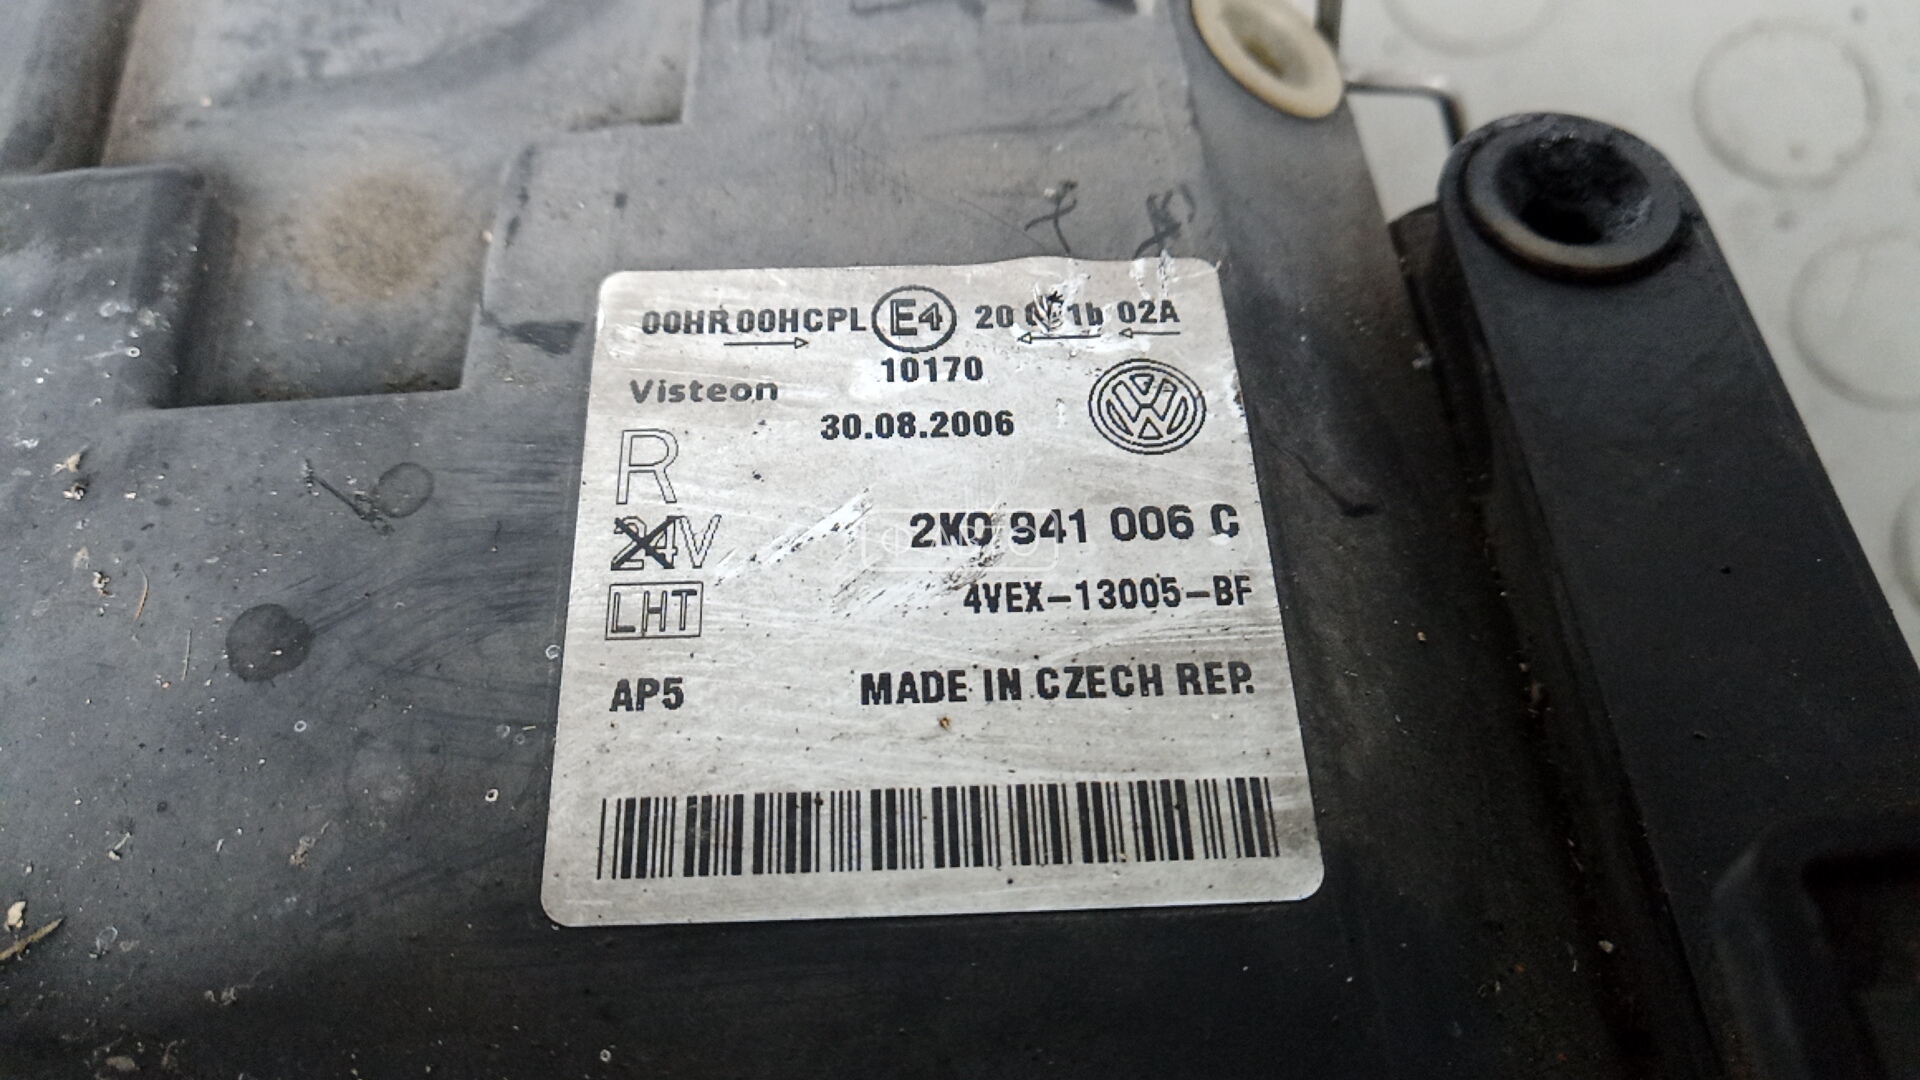 00HR 00HCPL E4 20 1b 02A
10170
Visteon
30.08.2006
R
24V
2K0 941 006 C
LHT
4VEX-13005-BF
AP5
MADE IN CZECH REP.